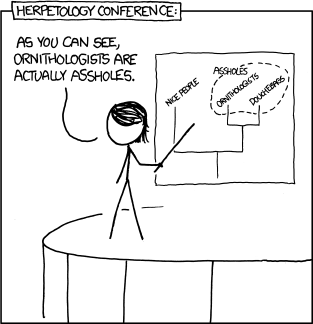 HERPETOLOGY CONFERENCE:
AS YOU CAN SEE,
ORNITHOLOGISTS ARE
ACTUALLY ASSHOLES.
NICE PEOPLE
ASSHOLES
ORNITHOLOGISTS
DOUCHEBAGS